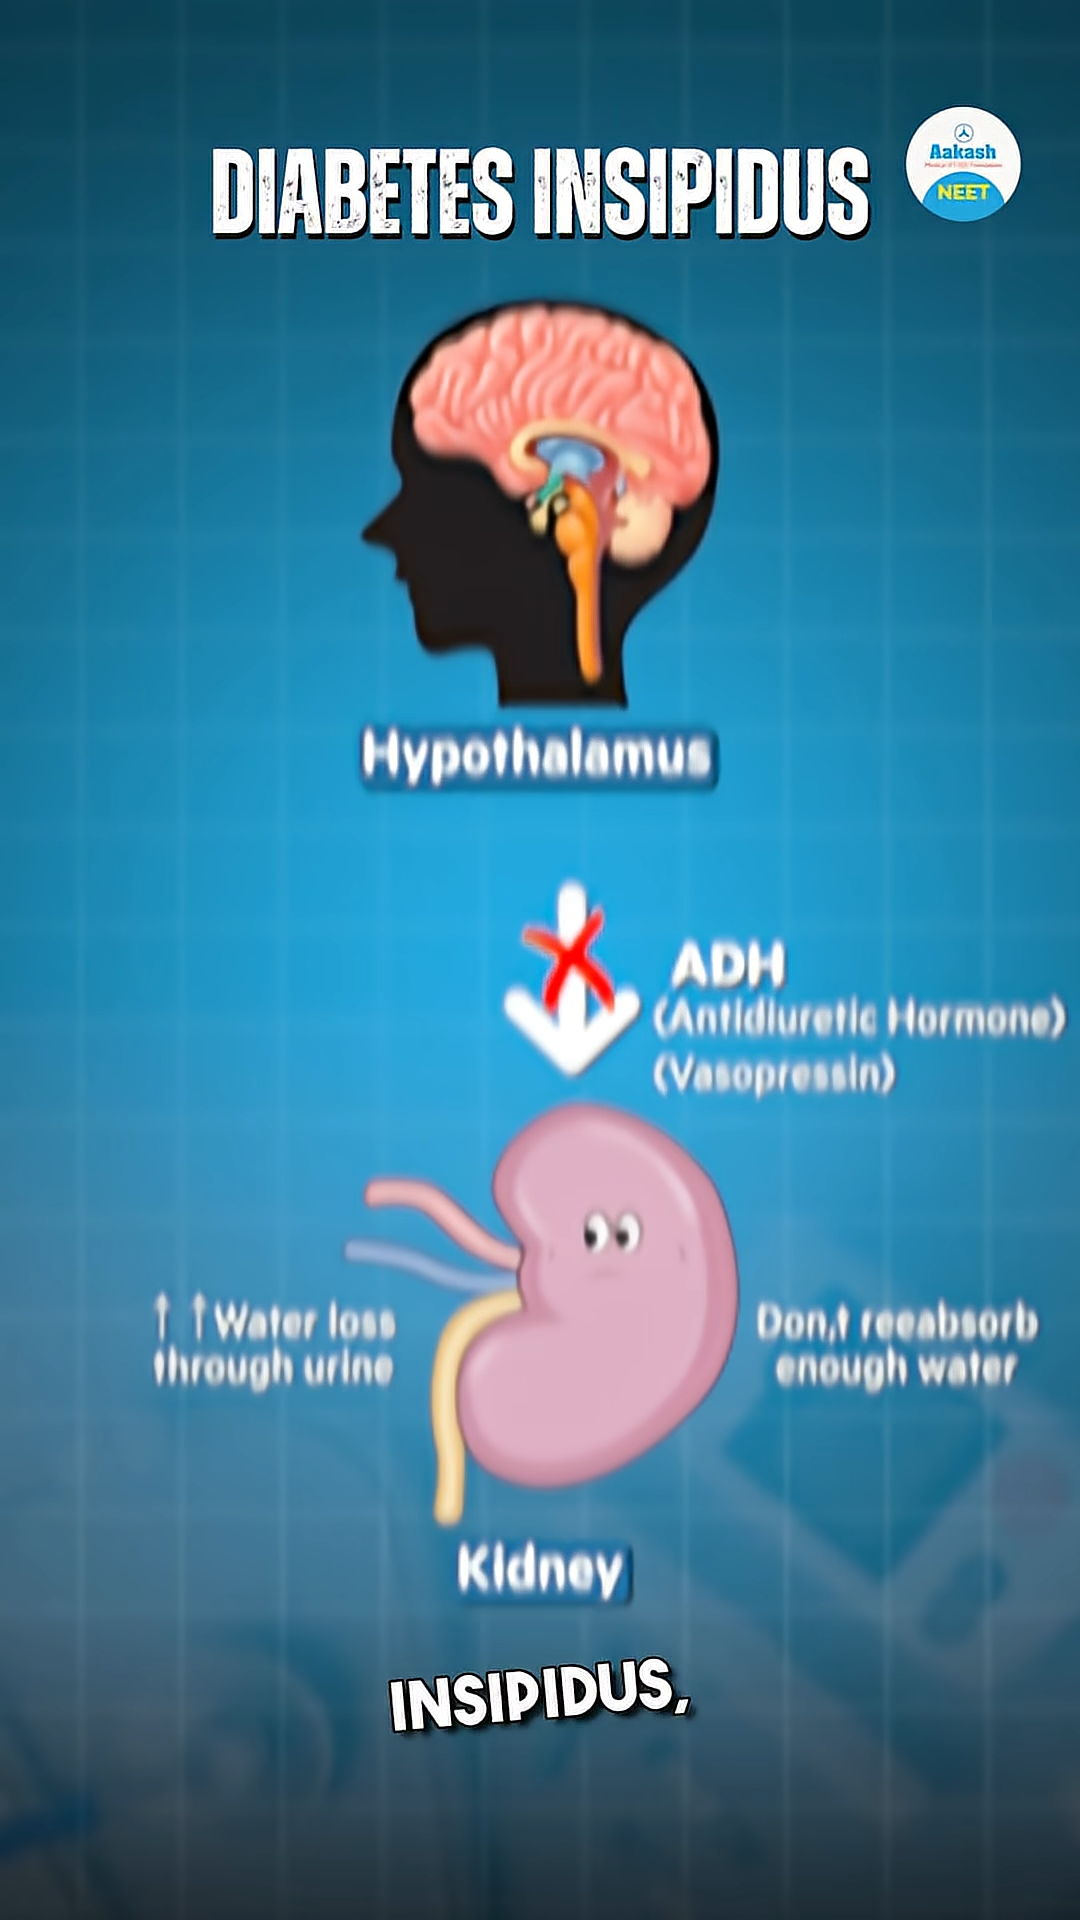 DIABETES INSIPIDUS
Aakash
NEET
Hypothalamus
ADH
(Antidiuretic Hormone)
(Vasopressin)
↑ ↑ Water loss
through urine
Don,t reeabsorb
enough water
Kidney
INSIPIDUS,